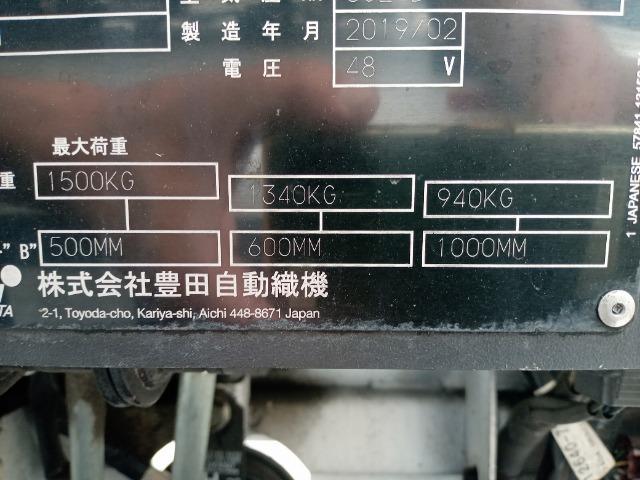 製造年月 2019/02
電圧 48 V
最大荷重
重 1500KG 1340KG 940KG
B" 500MM 600MM 1000MM
株式会社豊田自動織機
2-1, Toyoda-cho, Kariya-shi, Aichi 448-8671 Japan
1 JAPANESE